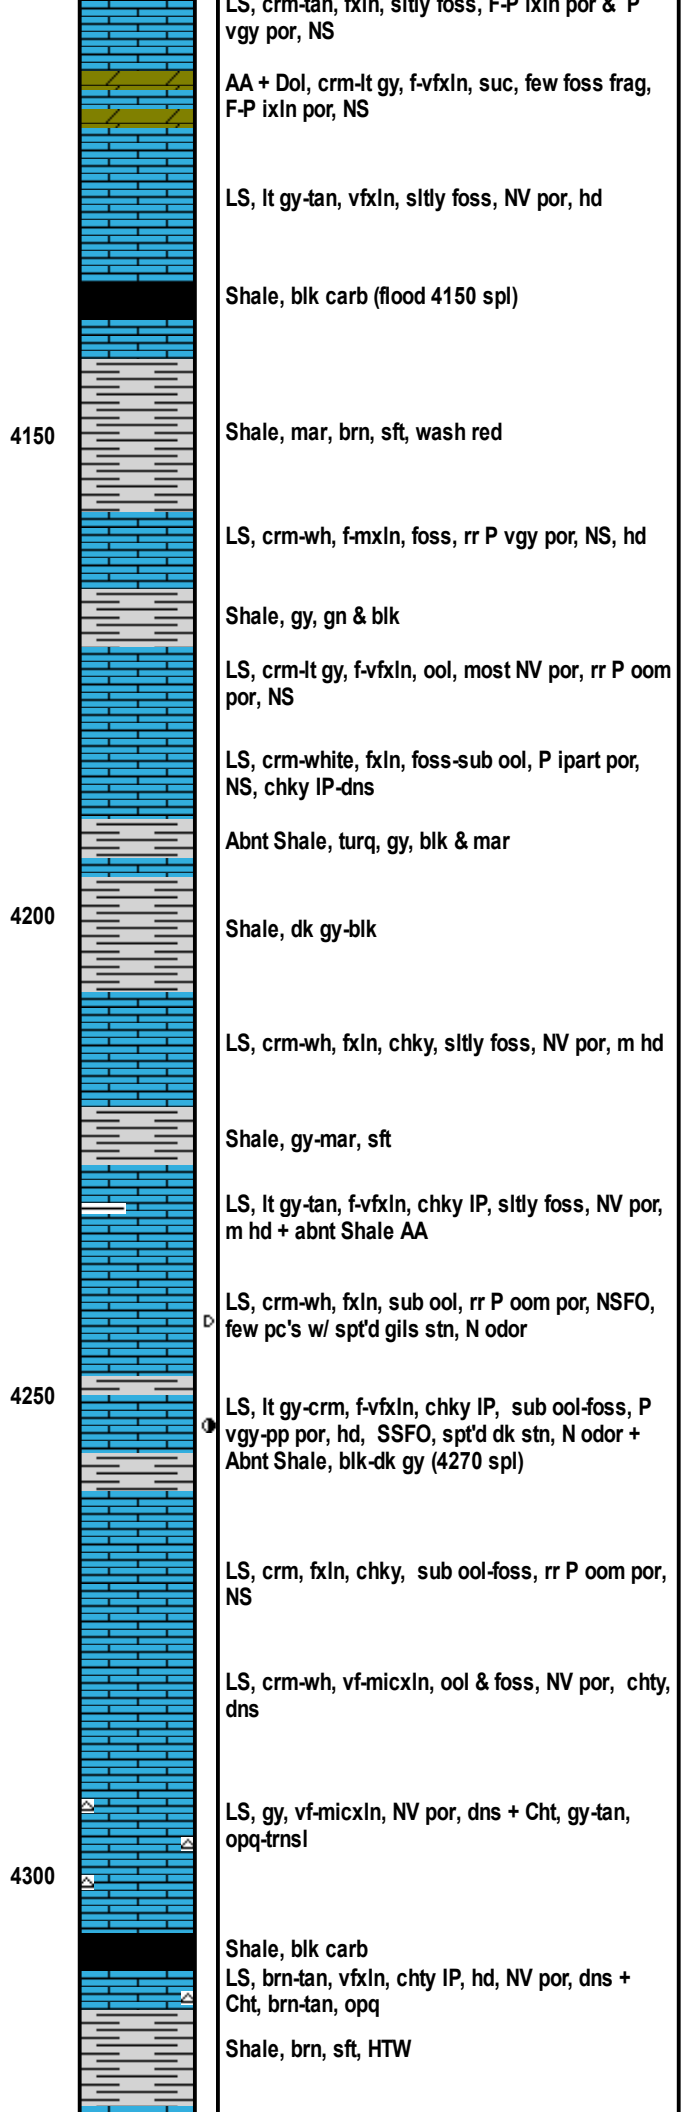 LS, crm-tan, fxln, sltly foss, F-P ixln por & P
vgy por, NS
AA + Dol, crm-lt gy, f-vfxln, suc, few foss frag,
F-P ixln por, NS
LS, lt gy-tan, vfxln, sltly foss, NV por, hd
Shale, blk carb (flood 4150 spl)
4150
Shale, mar, brn, sft, wash red
LS, crm-wh, f-mxln, foss, rr P vgy por, NS, hd
Shale, gy, gn & blk
LS, crm-lt gy, f-vfxln, ool, most NV por, rr P oom
por, NS
LS, crm-white, fxln, foss-sub ool, P ipart por,
NS, chky IP-dns
Abnt Shale, turq, gy, blk & mar
4200
Shale, dk gy-blk
LS, crm-wh, fxln, chky, sltly foss, NV por, m hd
Shale, gy-mar, sft
LS, lt gy-tan, f-vfxln, chky IP, sltly foss, NV por,
m hd + abnt Shale AA
LS, crm-wh, fxln, sub ool, rr P oom por, NSFO,
few pc's w/ spt'd gils stn, N odor
4250
LS, lt gy-crm, f-vfxln, chky IP, sub ool-foss, P
vgy-pp por, hd, SSFO, spt'd dk stn, N odor +
Abnt Shale, blk-dk gy (4270 spl)
LS, crm, fxln, chky, sub ool-foss, rr P oom por,
NS
LS, crm-wh, vf-micxln, ool & foss, NV por, chty,
dns
LS, gy, vf-micxln, NV por, dns + Cht, gy-tan,
opq-trnsl
4300
Shale, blk carb
LS, brn-tan, vfxln, chty IP, hd, NV por, dns +
Cht, brn-tan, opq
Shale, brn, sft, HTW